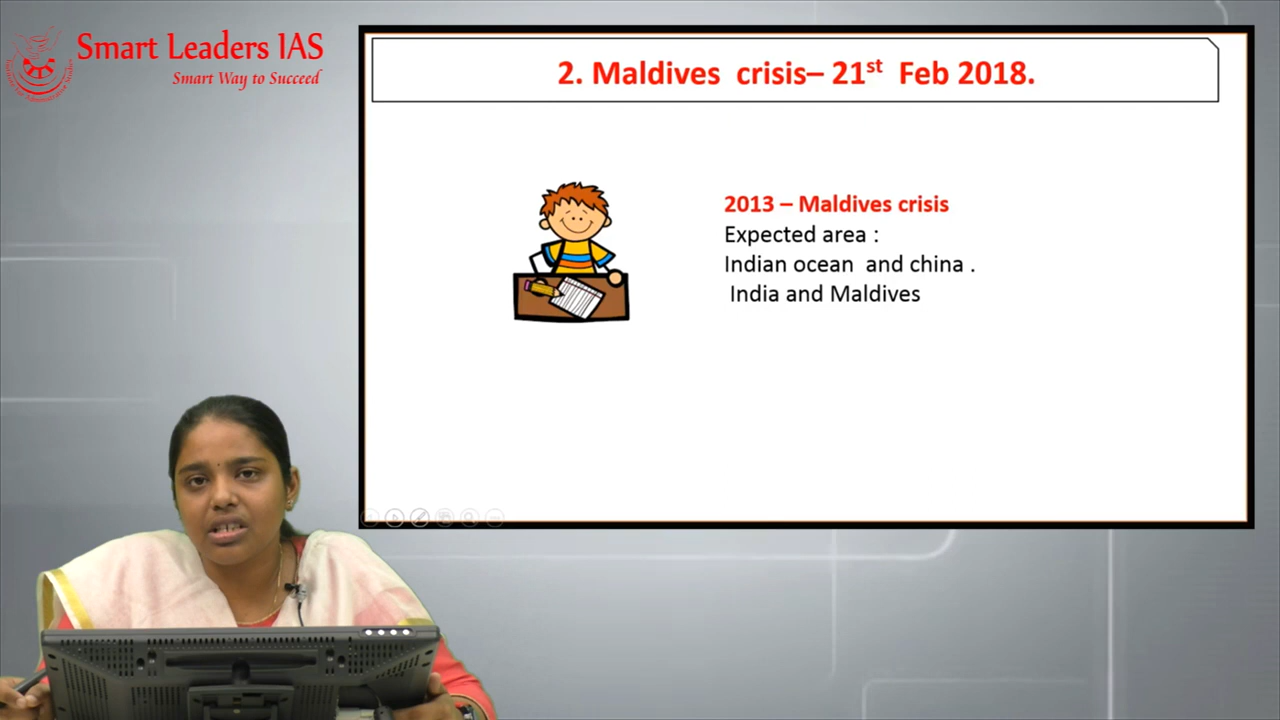 Smart Leaders IAS
Smart Way to Succeed
2. Maldives crisis– 21st Feb 2018.
2013 – Maldives crisis
Expected area :
Indian ocean and china .
India and Maldives